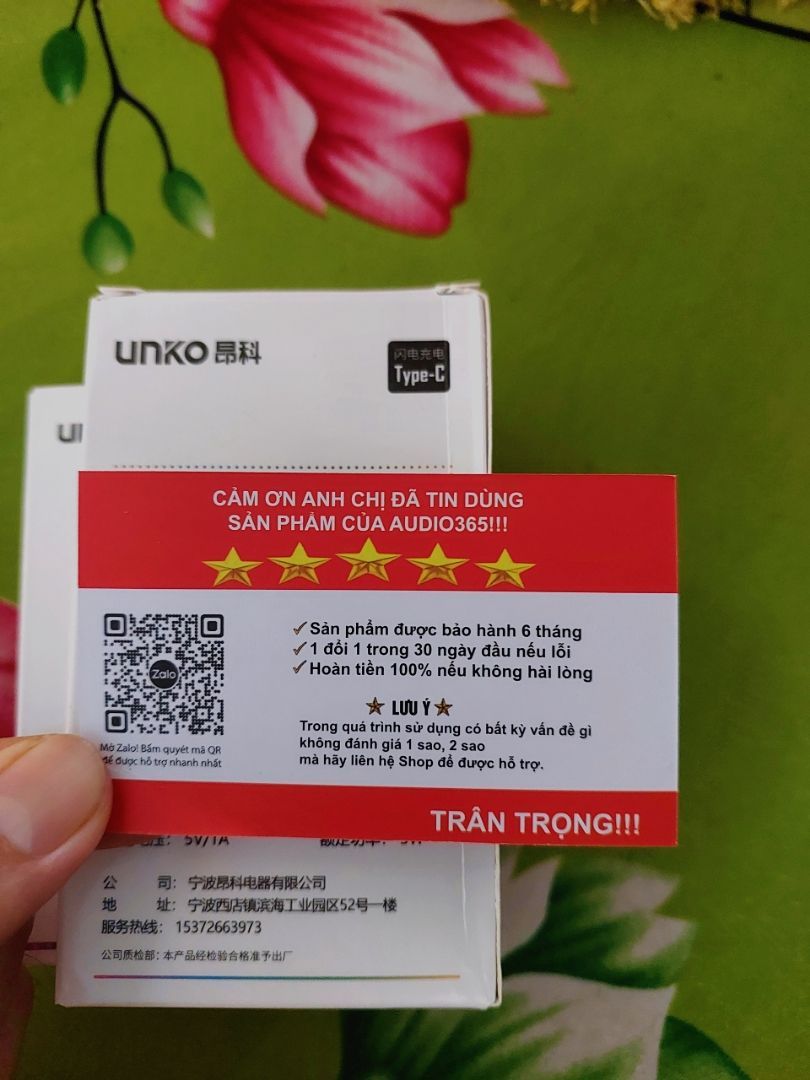 UNKO 昂科
闪电充电
Type-C
CẢM ƠN ANH CHỊ ĐÃ TIN DÙNG
SẢN PHẨM CỦA AUDIO365!!!
Zalo
Mở Zalo! Bấm quyét mã QR
để được hỗ trợ nhanh nhất
✓Sản phẩm được bảo hành 6 tháng
✓1 đổi 1 trong 30 ngày đầu nếu lỗi
✓Hoàn tiền 100% nếu không hài lòng
★ LƯU Ý ★
Trong quá trình sử dụng có bất kỳ vấn đề gì
không đánh giá 1 sao, 2 sao
mà hãy liên hệ Shop để được hỗ trợ.
TRÂN TRỌNG!!!
5V/1A
公 司：宁波昂科电器有限公司
地 址：宁波西店镇滨海工业园区52号一楼
服务热线：15372663973
公司质检部：本产品经检验合格准予出厂